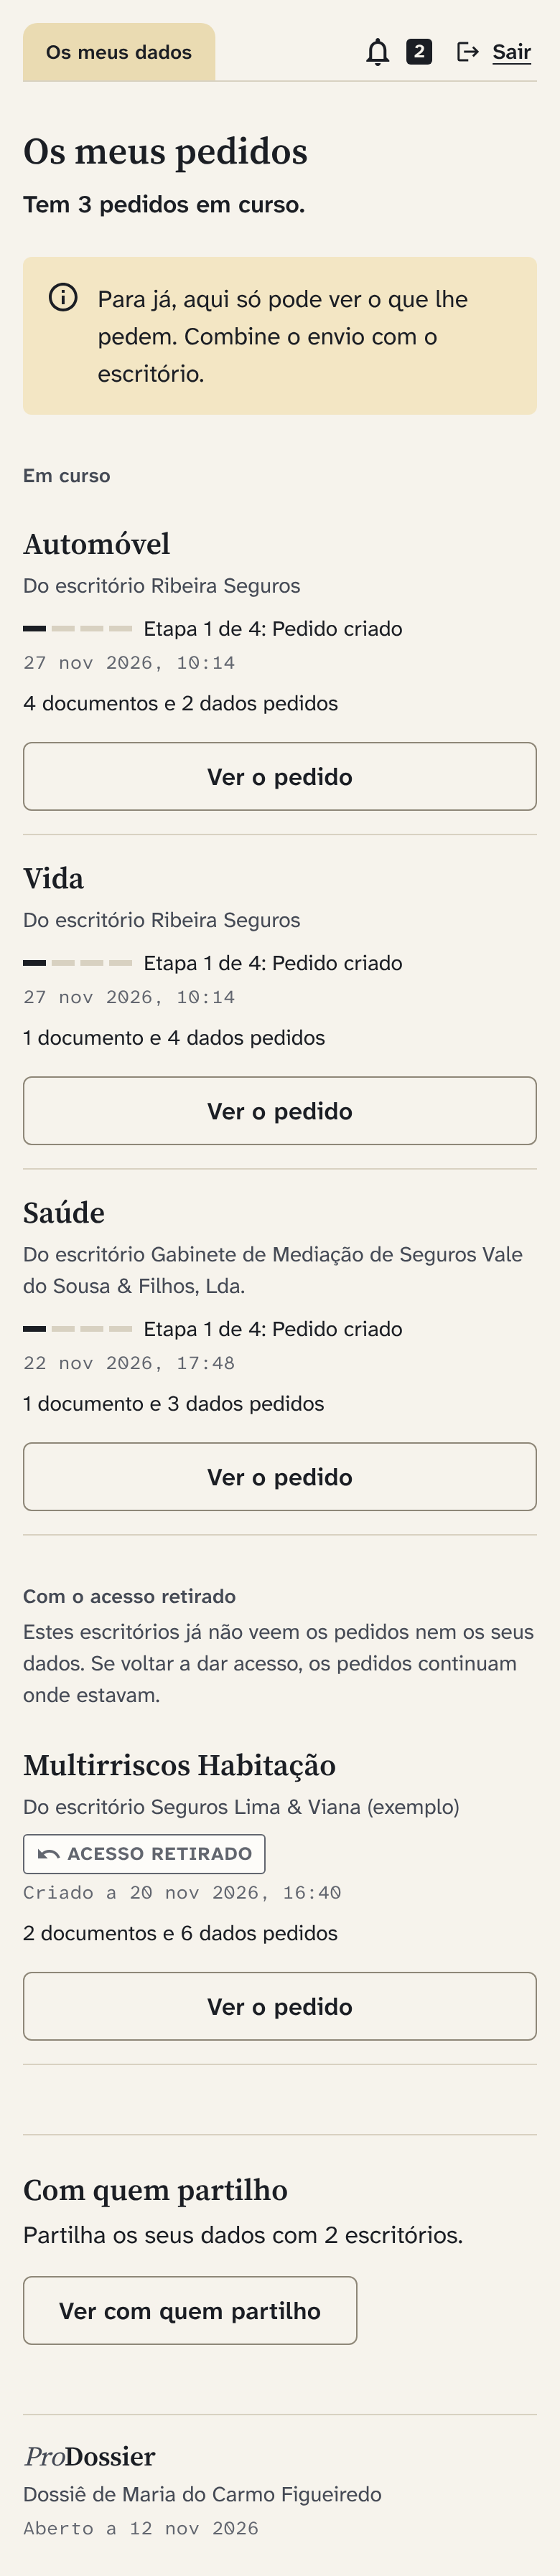 Os meus dados
2
Sair
Os meus pedidos
Tem 3 pedidos em curso.
Para já, aqui só pode ver o que lhe
pedem. Combine o envio com o
escritório.
Em curso
Automóvel
Do escritório Ribeira Seguros
Etapa 1 de 4: Pedido criado
27 nov 2026, 10:14
4 documentos e 2 dados pedidos
Ver o pedido
Vida
Do escritório Ribeira Seguros
Etapa 1 de 4: Pedido criado
27 nov 2026, 10:14
1 documento e 4 dados pedidos
Ver o pedido
Saúde
Do escritório Gabinete de Mediação de Seguros Vale
do Sousa & Filhos, Lda.
Etapa 1 de 4: Pedido criado
22 nov 2026, 17:48
1 documento e 3 dados pedidos
Ver o pedido
Com o acesso retirado
Estes escritórios já não veem os pedidos nem os seus
dados. Se voltar a dar acesso, os pedidos continuam
onde estavam.
Multirriscos Habitação
Do escritório Seguros Lima & Viana (exemplo)
ACESSO RETIRADO
Criado a 20 nov 2026, 16:40
2 documentos e 6 dados pedidos
Ver o pedido
Com quem partilho
Partilha os seus dados com 2 escritórios.
Ver com quem partilho
ProDossier
Dossiê de Maria do Carmo Figueiredo
Aberto a 12 nov 2026